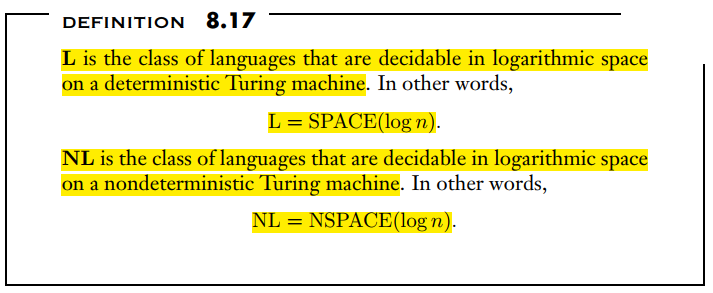 DEFINITION 8.17
L is the class of languages that are decidable in logarithmic space
on a deterministic Turing machine. In other words,
L = SPACE(log n).
NL is the class of languages that are decidable in logarithmic space
on a nondeterministic Turing machine. In other words,
NL = NSPACE(log n).